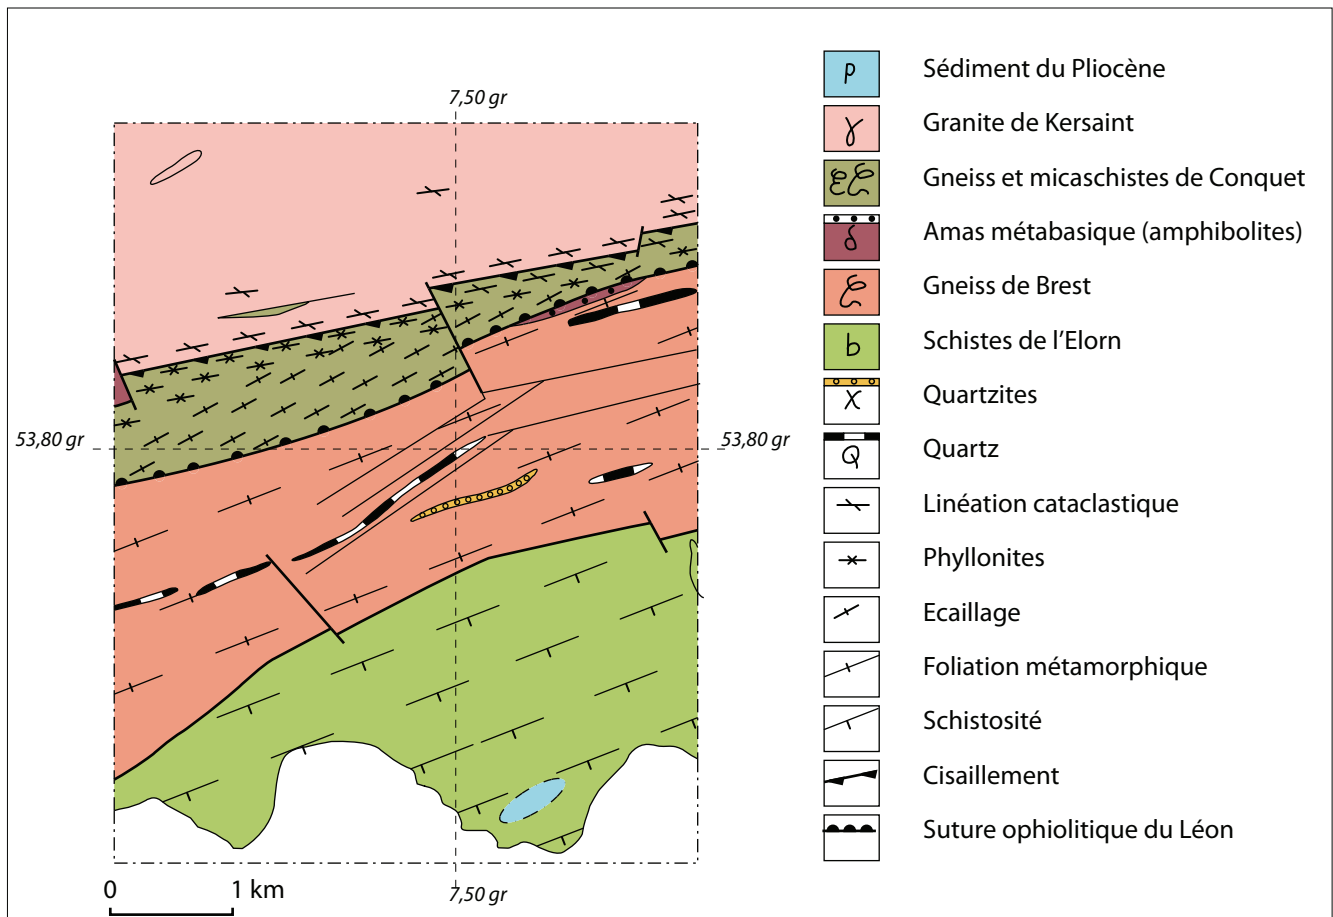 7,50 gr
53,80 gr
53,80 gr
7,50 gr
0 1 km
p Sédiment du Pliocène
γ Granite de Kersaint
Gneiss et micaschistes de Conquet
δ Amas métabasique (amphibolites)
Gneiss de Brest
b Schistes de l'Elorn
X Quartzites
Q Quartz
Linéation cataclastique
Phyllonites
Ecaillage
Foliation métamorphique
Schistosité
Cisaillement
Suture ophiolitique du Léon